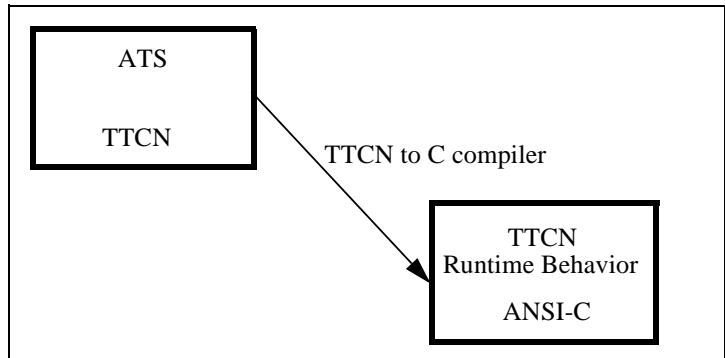 ATS
TTCN
TTCN to C compiler
TTCN
Runtime Behavior
ANSI-C